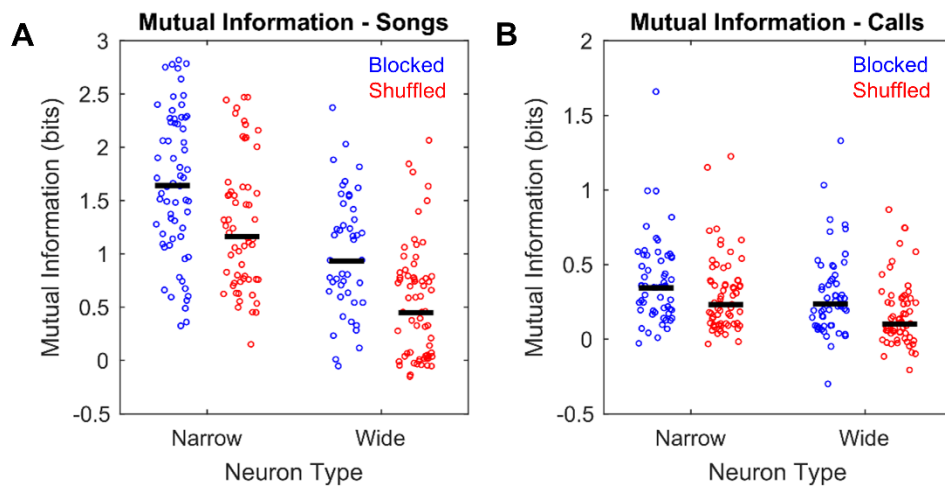 A
Mutual Information - Songs
Mutual Information (bits)
3
2.5
2
1.5
1
0.5
0
-0.5
Blocked
Shuffled
Narrow
Wide
Neuron Type
B
Mutual Information - Calls
Mutual Information (bits)
2
1.5
1
0.5
0
-0.5
Blocked
Shuffled
Narrow
Wide
Neuron Type